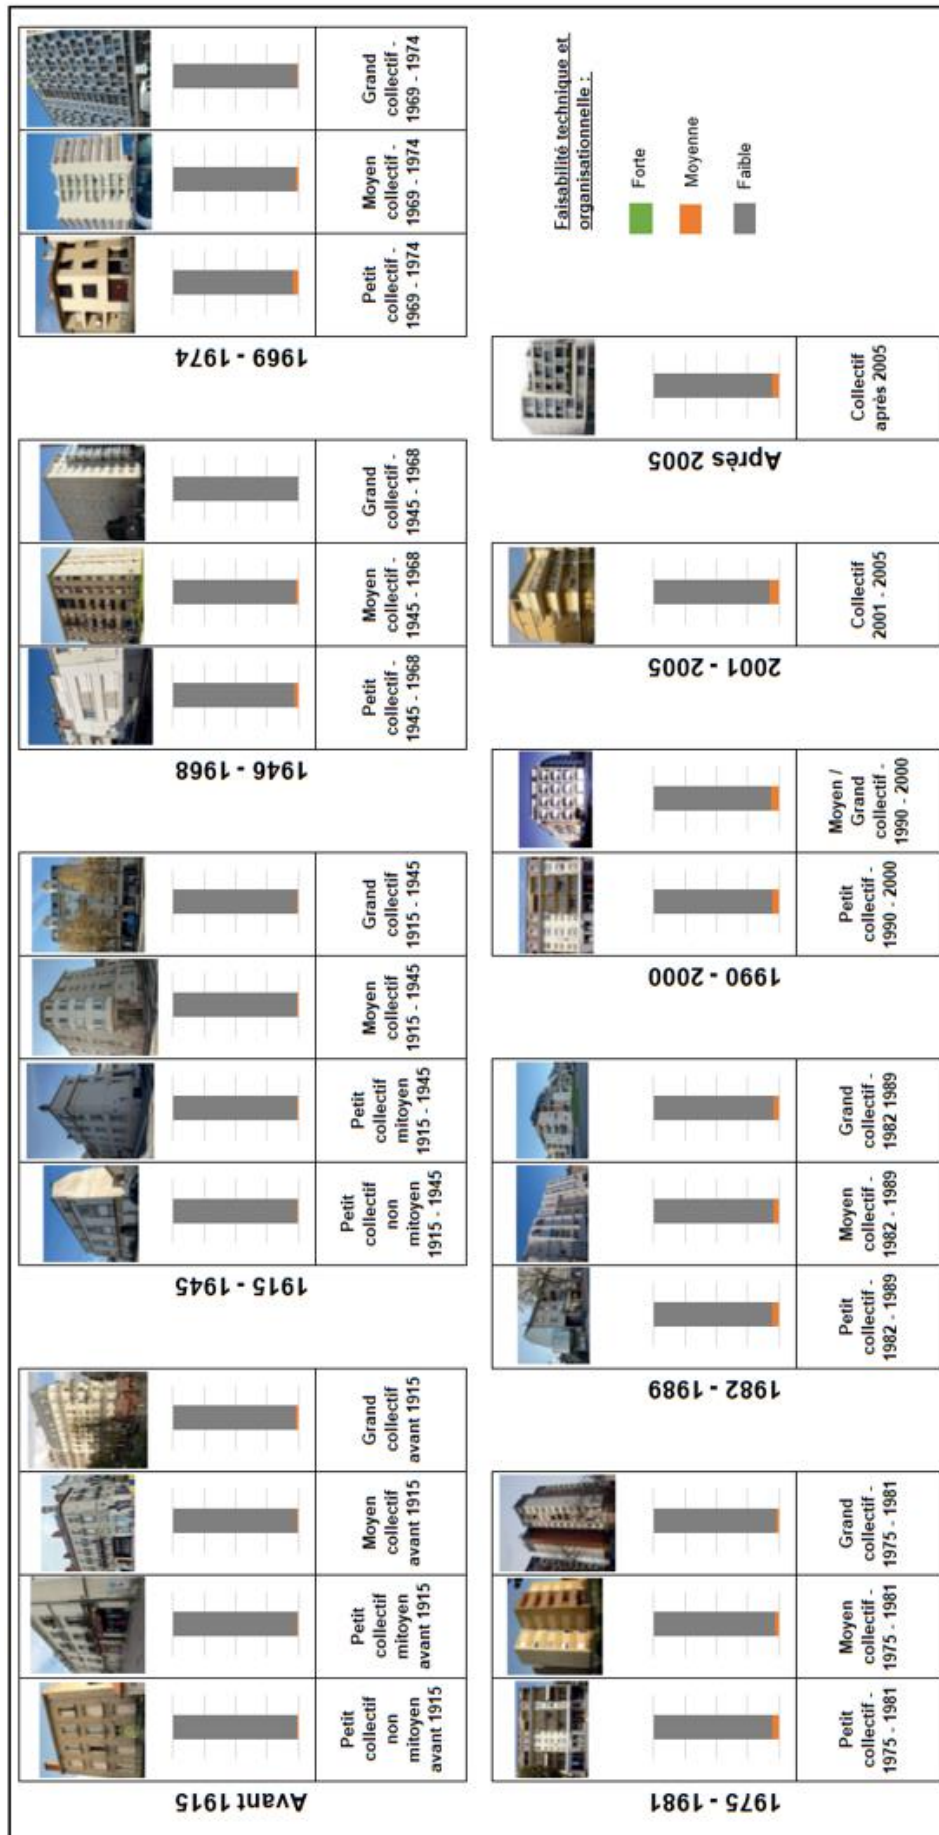 Avant 1915
Petit
collectif
non
mitoyen
avant 1915
Petit
collectif
mitoyen
avant 1915
Moyen
collectif
avant 1915
Grand
collectif
avant 1915
1915 - 1945
Petit
collectif
non
mitoyen
1915 - 1945
Petit
collectif
mitoyen
1915 - 1945
Moyen
collectif
1915 - 1945
Grand
collectif
1915 - 1945
1946 - 1968
Petit
collectif -
1945 - 1968
Moyen
collectif -
1945 - 1968
Grand
collectif -
1945 - 1968
1969 - 1974
Petit
collectif -
1969 - 1974
Moyen
collectif -
1969 - 1974
Grand
collectif -
1969 - 1974
1975 - 1981
Petit
collectif -
1975 - 1981
Moyen
collectif -
1975 - 1981
Grand
collectif -
1975 - 1981
1982 - 1989
Petit
collectif -
1982 - 1989
Moyen
collectif -
1982 - 1989
Grand
collectif -
1982 1989
1990 - 2000
Petit
collectif -
1990 - 2000
Moyen /
Grand
collectif -
1990 - 2000
2001 - 2005
Collectif
2001 - 2005
Après 2005
Collectif
après 2005
Faisabilité technique et
organisationnelle :
Forte
Moyenne
Faible